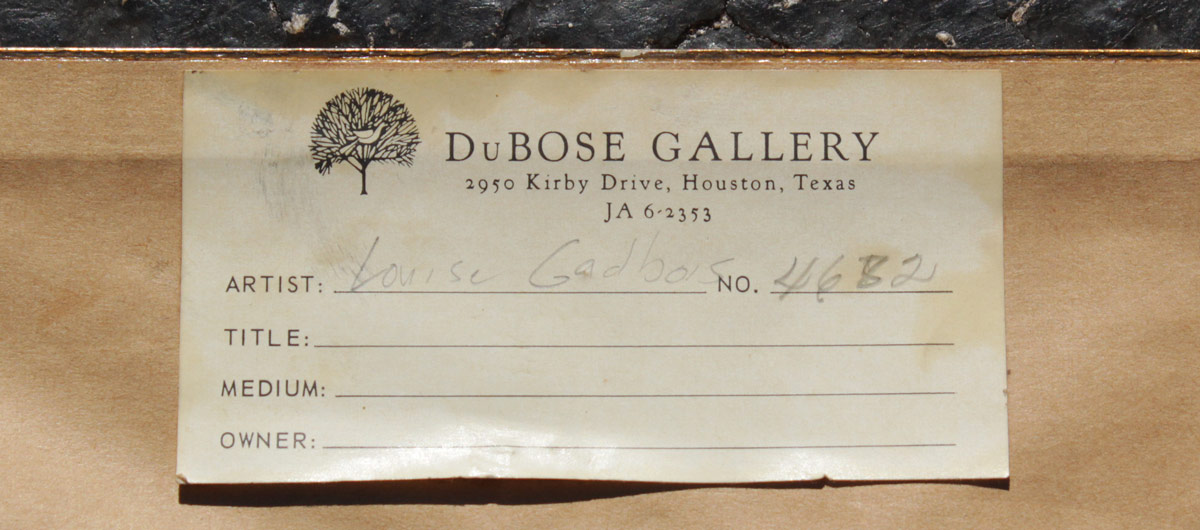 DuBOSE GALLERY
2950 Kirby Drive, Houston, Texas
JA 6-2353
ARTIST: Louise Gadbois NO. 4682
TITLE:
MEDIUM:
OWNER: